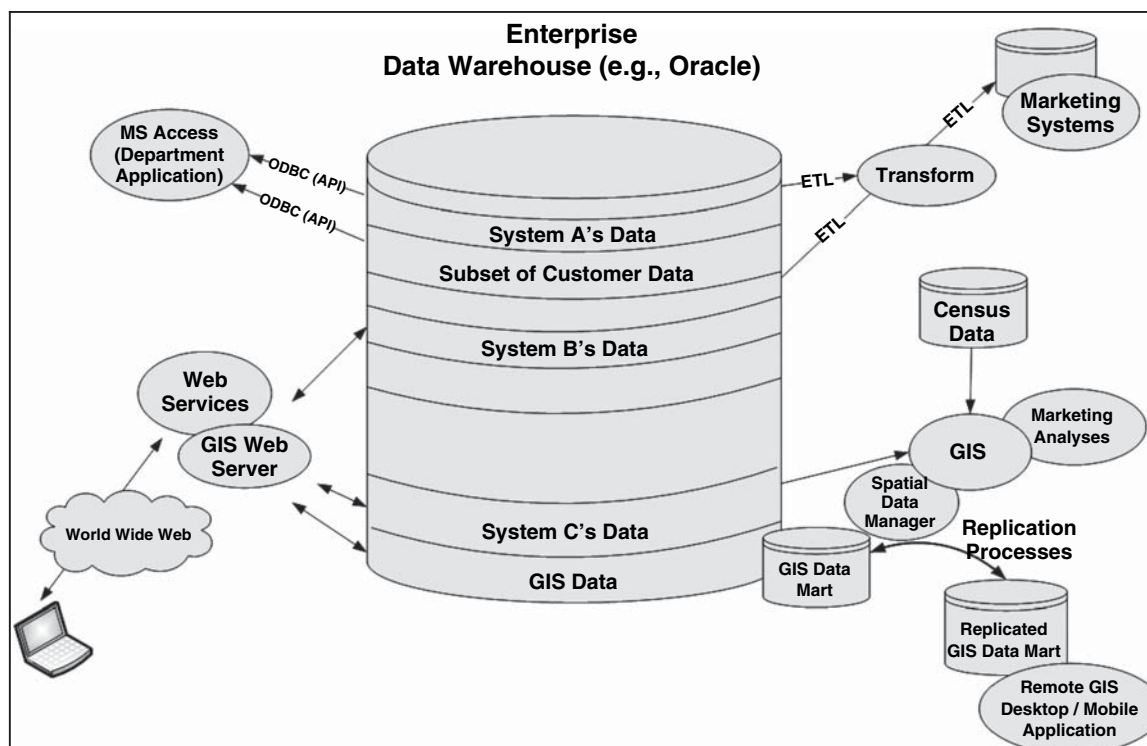 Enterprise
Data Warehouse (e.g., Oracle)
MS Access
(Department
Application)
ODBC (API)
ODBC (API)
ETL
ETL
Transform
ETL
Marketing
Systems
System A's Data
Subset of Customer Data
System B's Data
System C's Data
GIS Data
Web
Services
GIS Web
Server
World Wide Web
Census
Data
GIS
Marketing
Analyses
Spatial
Data
Manager
GIS Data
Mart
Replication
Processes
Replicated
GIS Data Mart
Remote GIS
Desktop / Mobile
Application